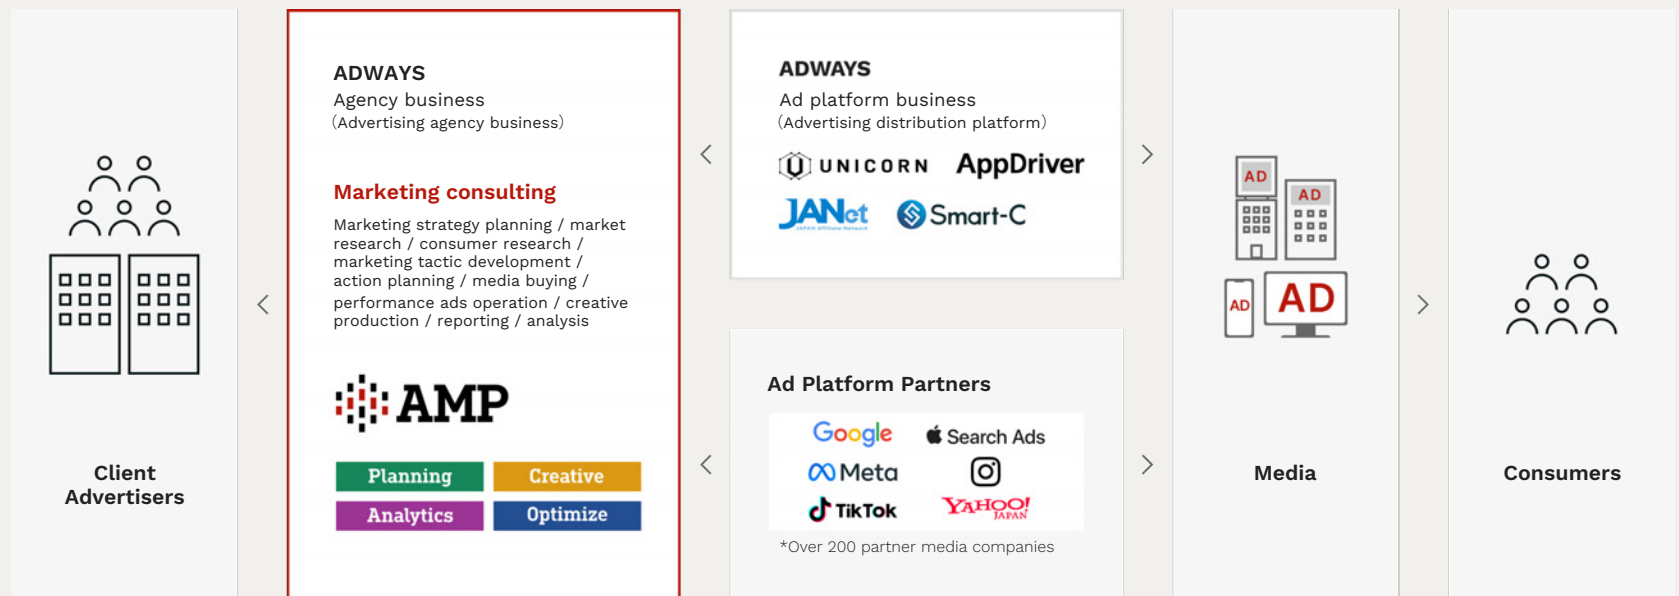 Client
Advertisers
ADWAYS
Agency business
(Advertising agency business)
Marketing consulting
Marketing strategy planning / market
research / consumer research /
marketing tactic development /
action planning / media buying /
performance ads operation / creative
production / reporting / analysis
AMP
Planning
Creative
Analytics
Optimize
ADWAYS
Ad platform business
(Advertising distribution platform)
UNICORN
AppDriver
JANet
JAPAN Affiliate Network
Smart-C
Ad Platform Partners
Google
Search Ads
Meta
TikTok
YAHOO!
JAPAN
*Over 200 partner media companies
AD
AD
AD
AD
Media
Consumers